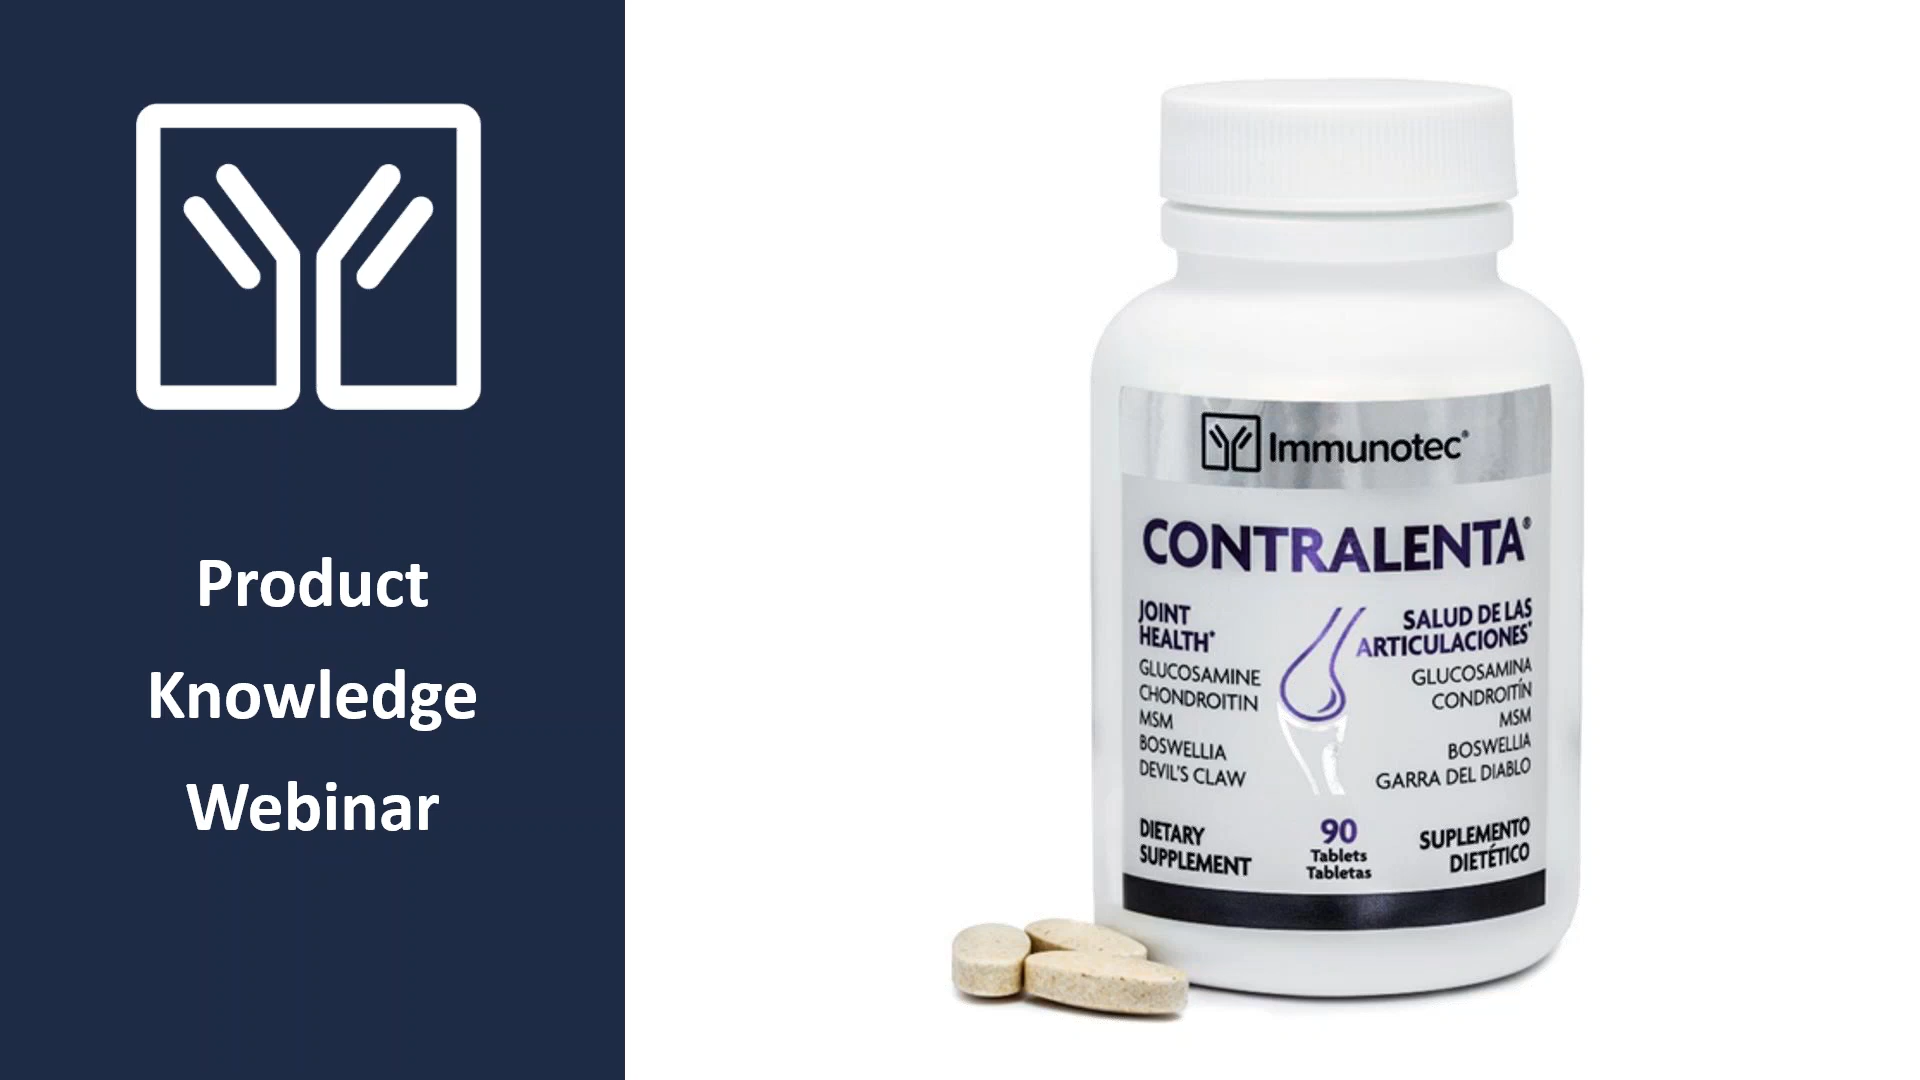 Product
Knowledge
Webinar
Immunotec®
CONTRALENTA®
JOINT
HEALTH*
GLUCOSAMINE
CHONDROITIN
MSM
BOSWELLIA
DEVIL'S CLAW
SALUD DE LAS
ARTICULACIONES*
GLUCOSAMINA
CONDROITÍN
MSM
BOSWELLIA
GARRA DEL DIABLO
DIETARY
SUPPLEMENT
90
Tablets
Tabletas
SUPLEMENTO
DIETÉTICO